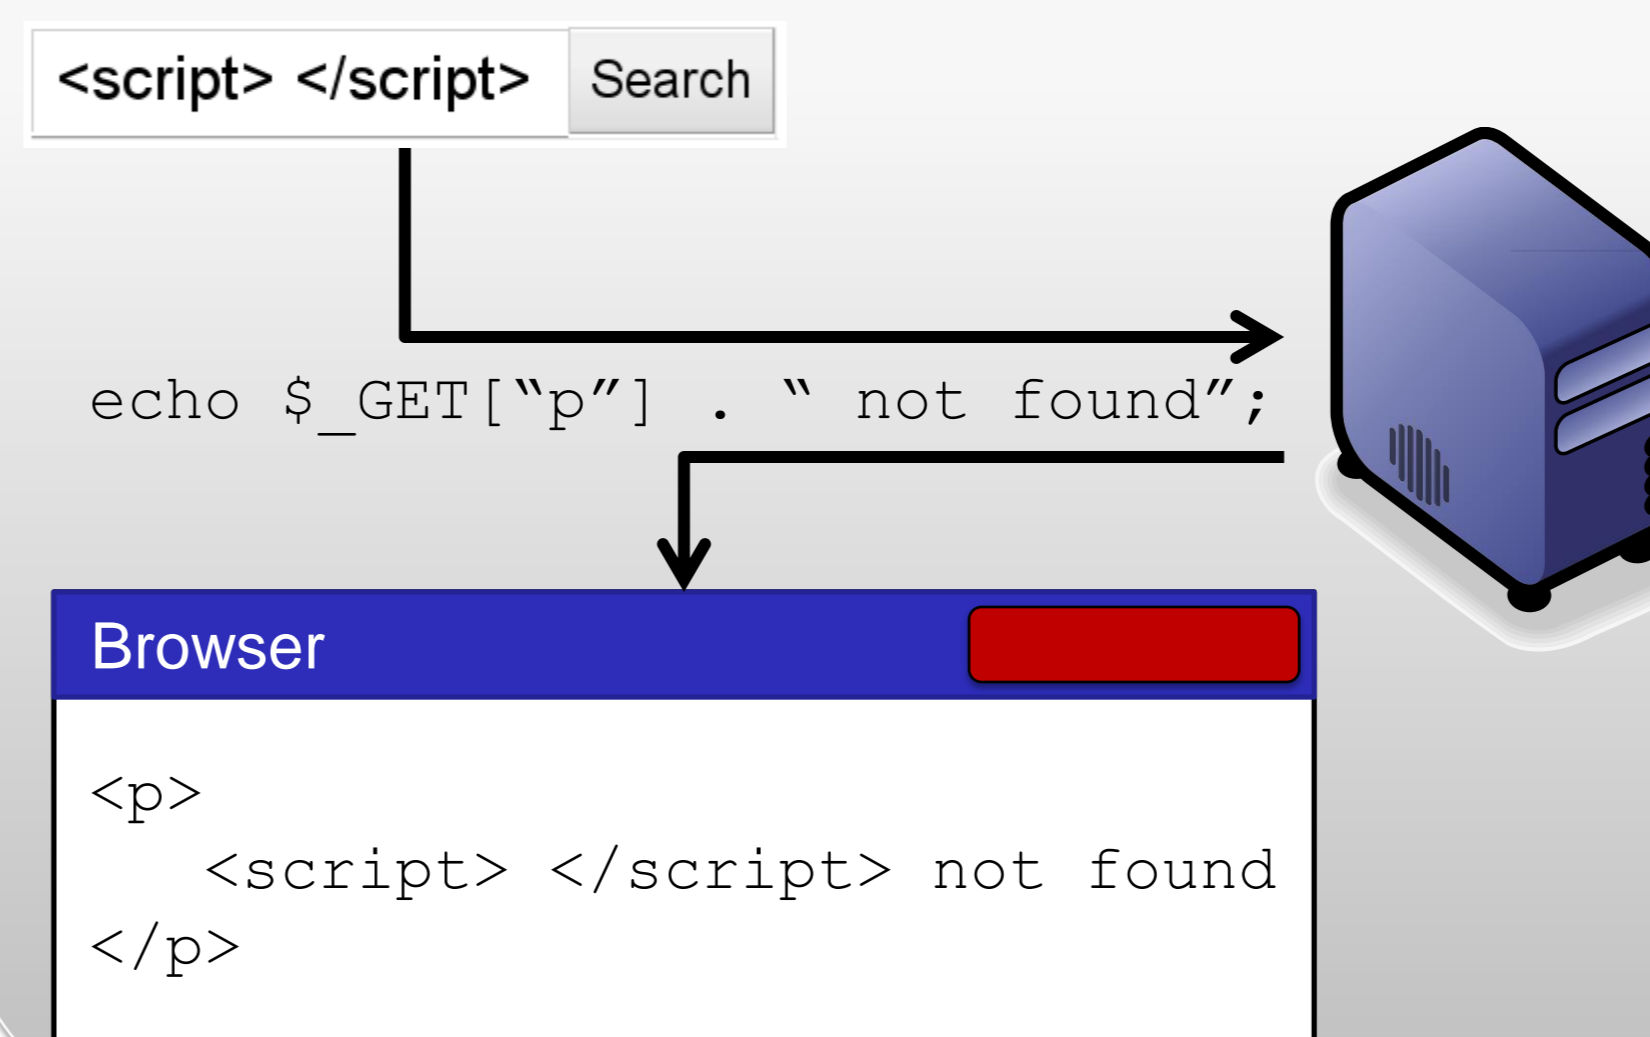 <script> </script> Search
echo $_GET[“p”] . “ not found”;
Browser
<p>
<script> </script> not found
</p>